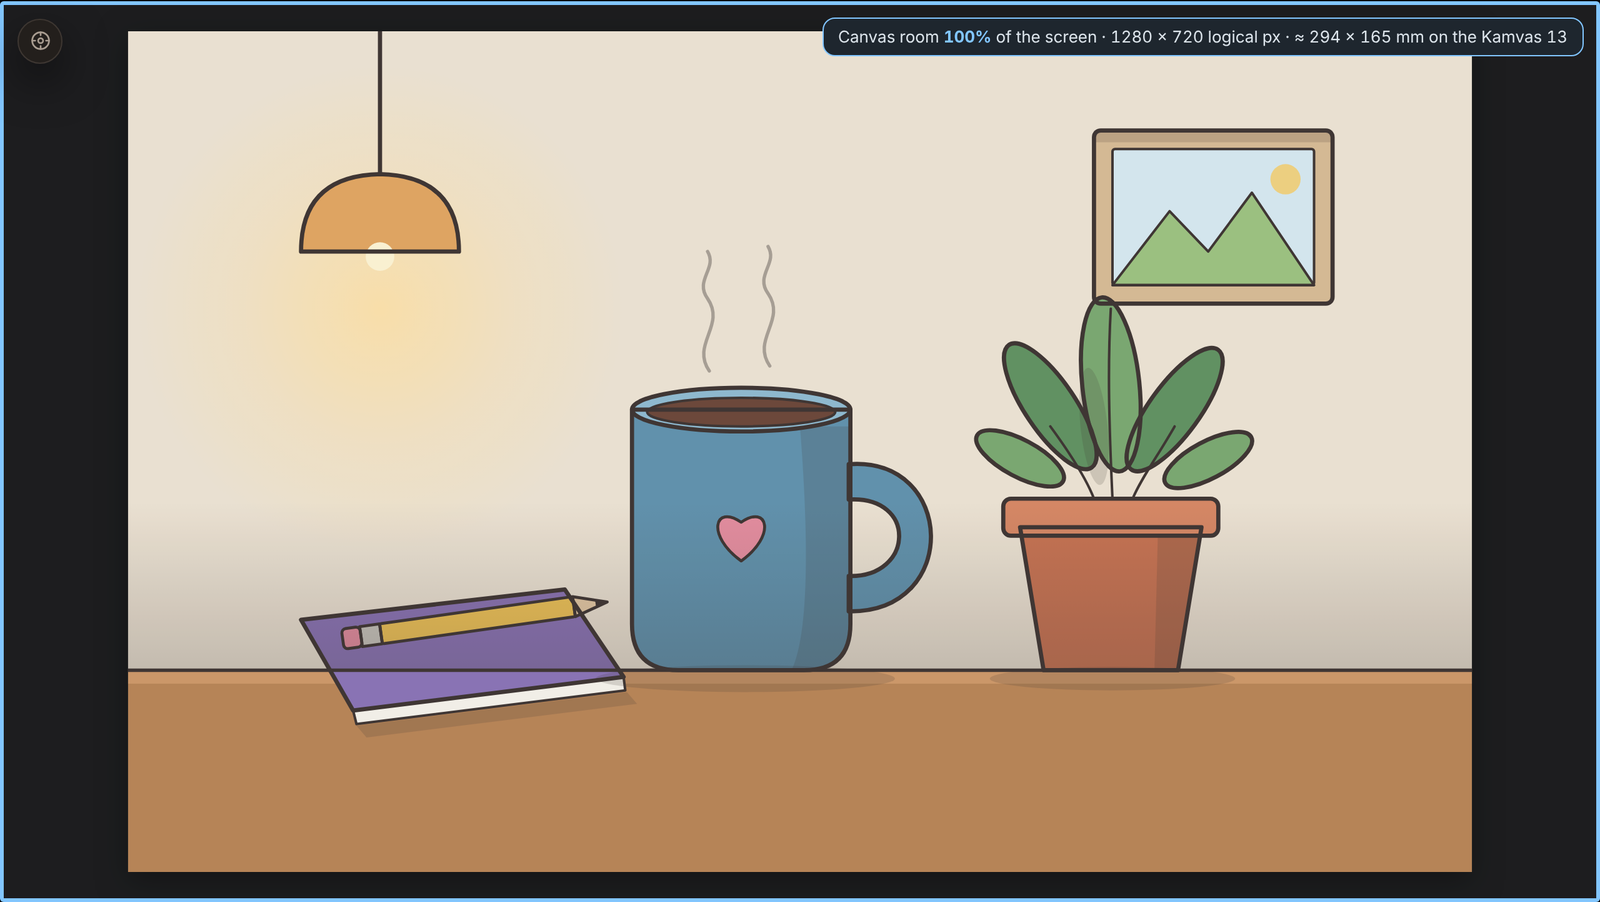 Canvas room 100% of the screen · 1280 × 720 logical px · ≈ 294 × 165 mm on the Kamvas 13